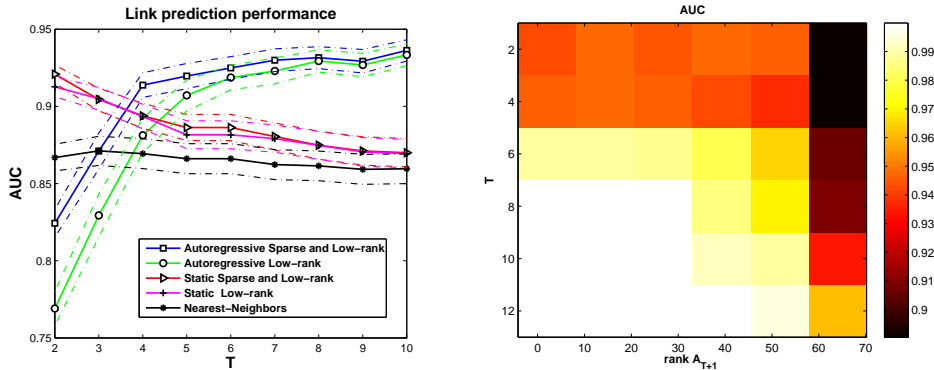 Link prediction performance
0.95
0.9
0.85
0.8
0.75
AUC
2 3 4 5 6 7 8 9 10
T
Autoregressive Sparse and Low−rank
Autoregressive Low−rank
Static Sparse and Low−rank
Static Low−rank
Nearest−Neighbors
AUC
2
4
6
8
10
12
T
0 10 20 30 40 50 60 70
rank A_{T+1}
0.99
0.98
0.97
0.96
0.95
0.94
0.93
0.92
0.91
0.9